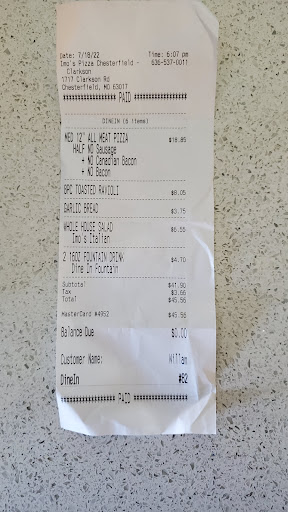 Date: 7/18/22 Time: 5:07 pm
Imo's Pizza Chesterfield - 636-537-0011
Clarkson
1717 Clarkson Rd
Chesterfield, MO 63017
PAID
DINEIN (6 Items)
MED 12" ALL MEAT PIZZA $18.85
HALF NO Sausage
+ NO Canadian Bacon
+ NO Bacon
8PC TOASTED RAVIOLI $8.05
GARLIC BREAD $3.75
WHOLE HOUSE SALAD $6.55
Imo's Italian
2 16OZ FOUNTAIN DRINK $4.70
Dine In Fountain
Subtotal $41.90
Tax $3.66
Total $45.56
MasterCard #4952 $45.56
Balance Due $0.00
Customer Name: William
DineIn #62
PAID